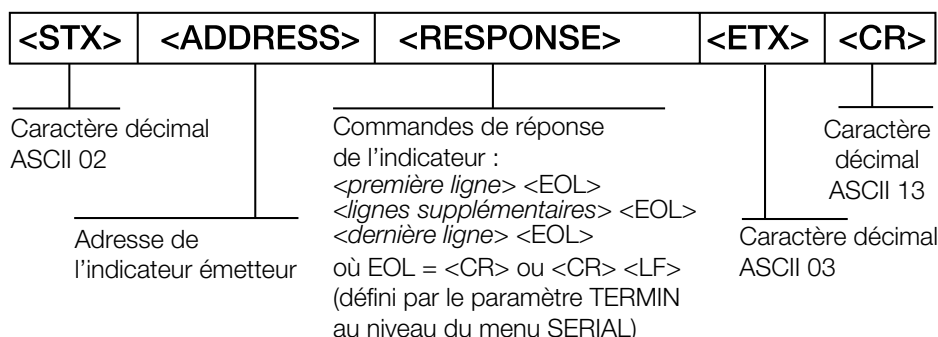 <STX> <ADDRESS> <RESPONSE> <ETX> <CR>
Caractère décimal
ASCII 02
Adresse de
l'indicateur émetteur
Commandes de réponse
de l'indicateur :
<première ligne> <EOL>
<lignes supplémentaires> <EOL>
<dernière ligne> <EOL>
où EOL = <CR> ou <CR> <LF>
(défini par le paramètre TERMIN
au niveau du menu SERIAL)
Caractère décimal
ASCII 03
Caractère
décimal
ASCII 13